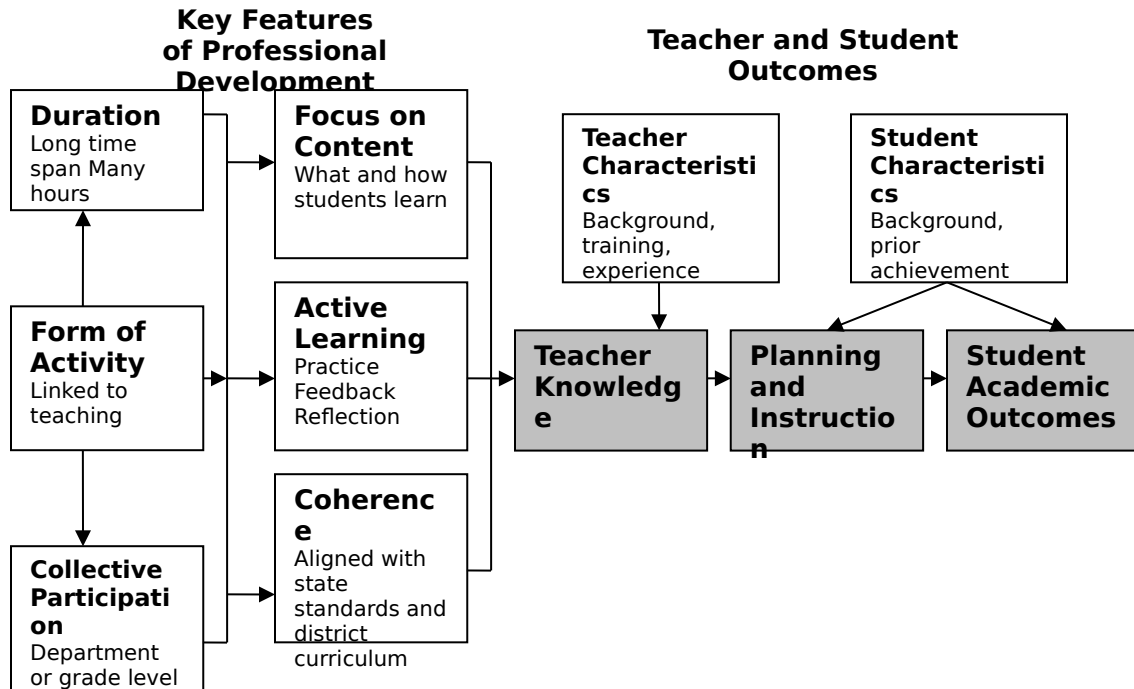 Key Features
of Professional
Development
Teacher and Student
Outcomes
Duration
Long time
span Many
hours
Focus on
Content
What and how
students learn
Teacher
Characteristi
cs
Background,
training,
experience
Student
Characteristi
cs
Background,
prior
achievement
Form of
Activity
Linked to
teaching
Active
Learning
Practice
Feedback
Reflection
Teacher
Knowledg
e
Planning
and
Instructio
n
Student
Academic
Outcomes
Collective
Participati
on
Department
or grade level
Coherenc
e
Aligned with
state
standards and
district
curriculum